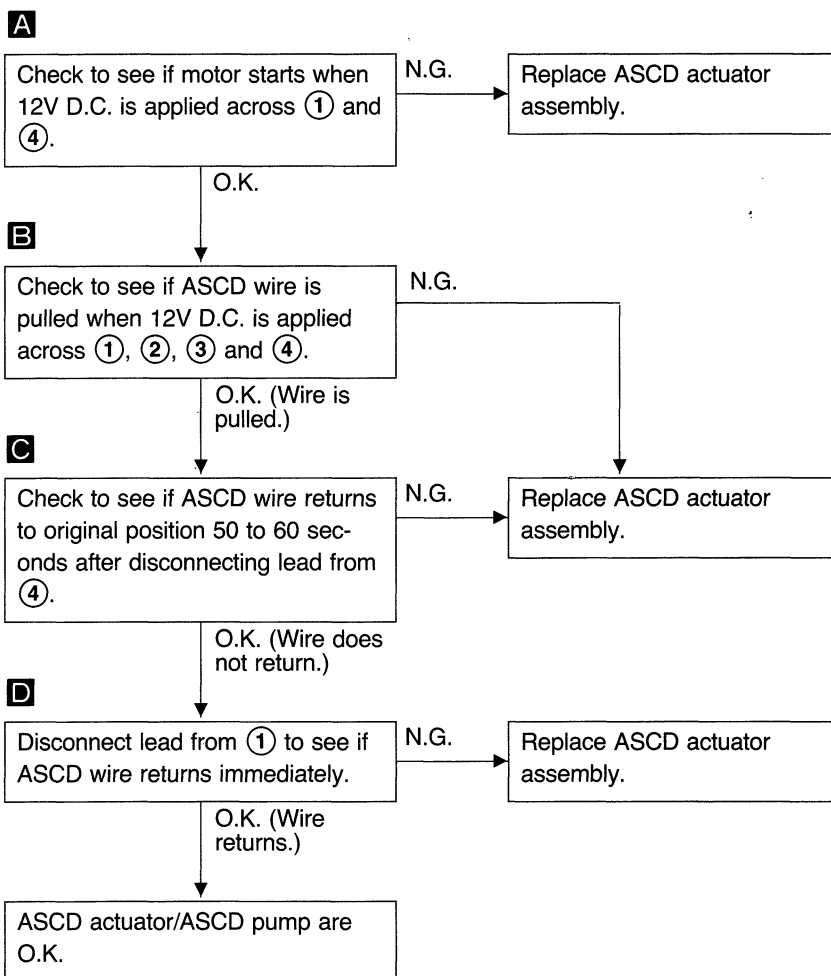 A
Check to see if motor starts when
12V D.C. is applied across ① and
④.
N.G.
Replace ASCD actuator
assembly.
O.K.
B
Check to see if ASCD wire is
pulled when 12V D.C. is applied
across ①, ②, ③ and ④.
N.G.
O.K. (Wire is
pulled.)
C
Check to see if ASCD wire returns
to original position 50 to 60 sec-
onds after disconnecting lead from
④.
N.G.
Replace ASCD actuator
assembly.
O.K. (Wire does
not return.)
D
Disconnect lead from ① to see if
ASCD wire returns immediately.
N.G.
Replace ASCD actuator
assembly.
O.K. (Wire
returns.)
ASCD actuator/ASCD pump are
O.K.